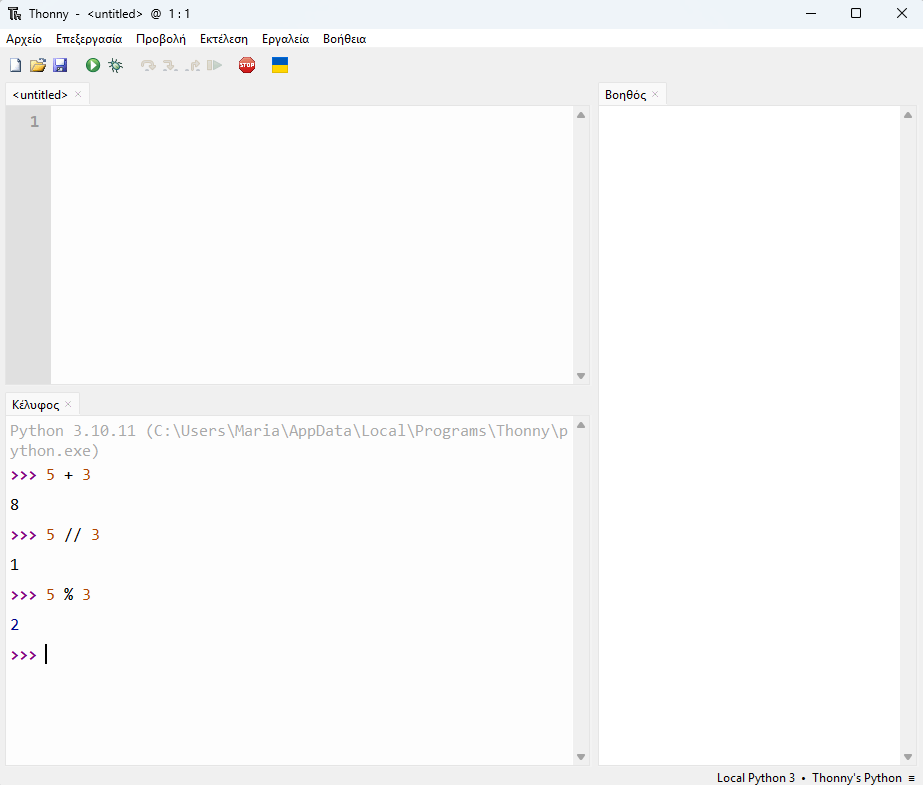 Thonny - <untitled> @ 1 : 1
Αρχείο Επεξεργασία Προβολή Εκτέλεση Εργαλεία Βοήθεια
STOP
<untitled> ×
1
Βοηθός ×
Κέλυφος ×
Python 3.10.11 (C:\Users\Maria\AppData\Local\Programs\Thonny\p
ython.exe)
>>> 5 + 3
8
>>> 5 // 3
1
>>> 5 % 3
2
>>>
Local Python 3 • Thonny's Python ≡